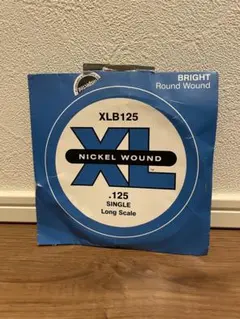 BRIGHT
Round Wound
XLB125
XL
NICKEL WOUND
.125
SINGLE
Long Scale